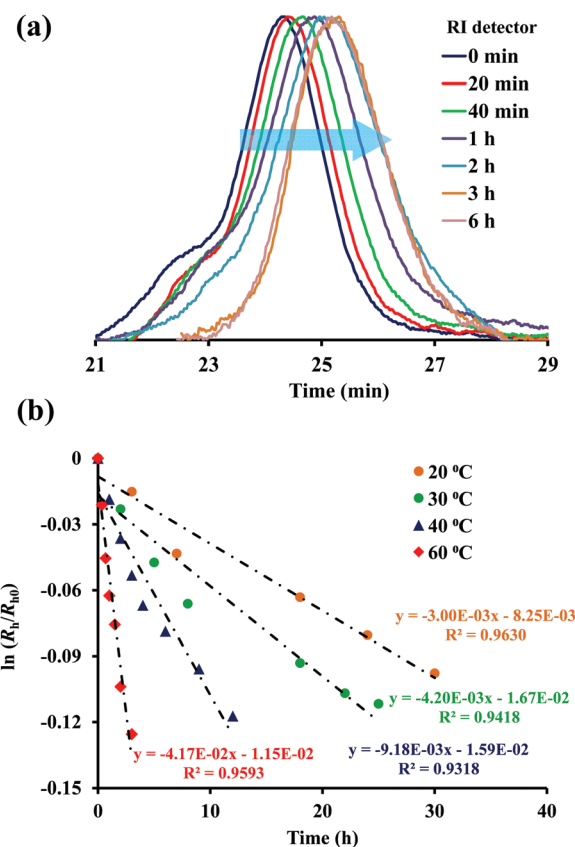 (a)
RI detector
0 min
20 min
40 min
1 h
2 h
3 h
6 h
21 23 25 27 29
Time (min)
(b)
ln (Rh/Rh0)
0
-0.03
-0.06
-0.09
-0.12
-0.15
20 ⁰C
30 ⁰C
40 ⁰C
60 ⁰C
y = -3.00E-03x - 8.25E-03
R² = 0.9630
y = -4.20E-03x - 1.67E-02
R² = 0.9418
y = -4.17E-02x - 1.15E-02
R² = 0.9593
y = -9.18E-03x - 1.59E-02
R² = 0.9318
0 10 20 30 40
Time (h)